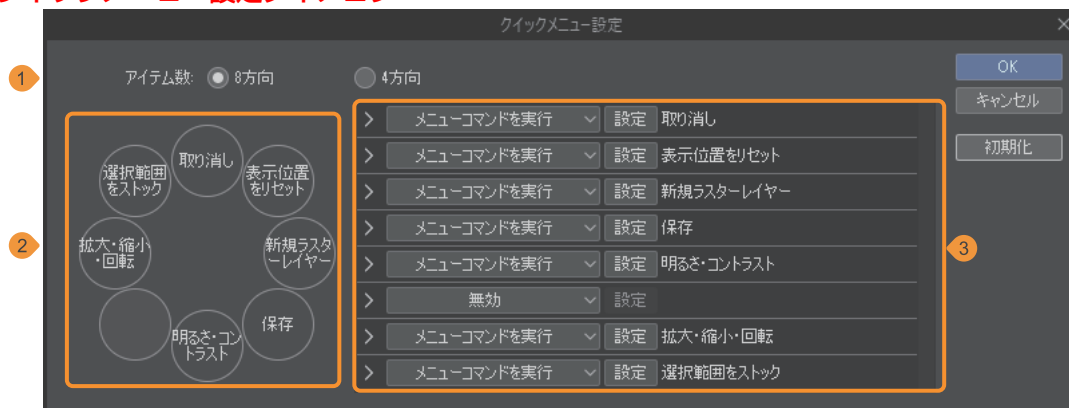 クイックメニュー設定
アイテム数: 8方向 4方向
OK
キャンセル
初期化
1
2
3
取り消し
表示位置
をリセット
新規ラスタ
ーレイヤー
保存
明るさ・コン
トラスト
拡大・縮小
・回転
選択範囲
をストック
> メニューコマンドを実行 設定 取り消し
> メニューコマンドを実行 設定 表示位置をリセット
> メニューコマンドを実行 設定 新規ラスターレイヤー
> メニューコマンドを実行 設定 保存
> メニューコマンドを実行 設定 明るさ・コントラスト
> 無効 設定
> メニューコマンドを実行 設定 拡大・縮小・回転
> メニューコマンドを実行 設定 選択範囲をストック